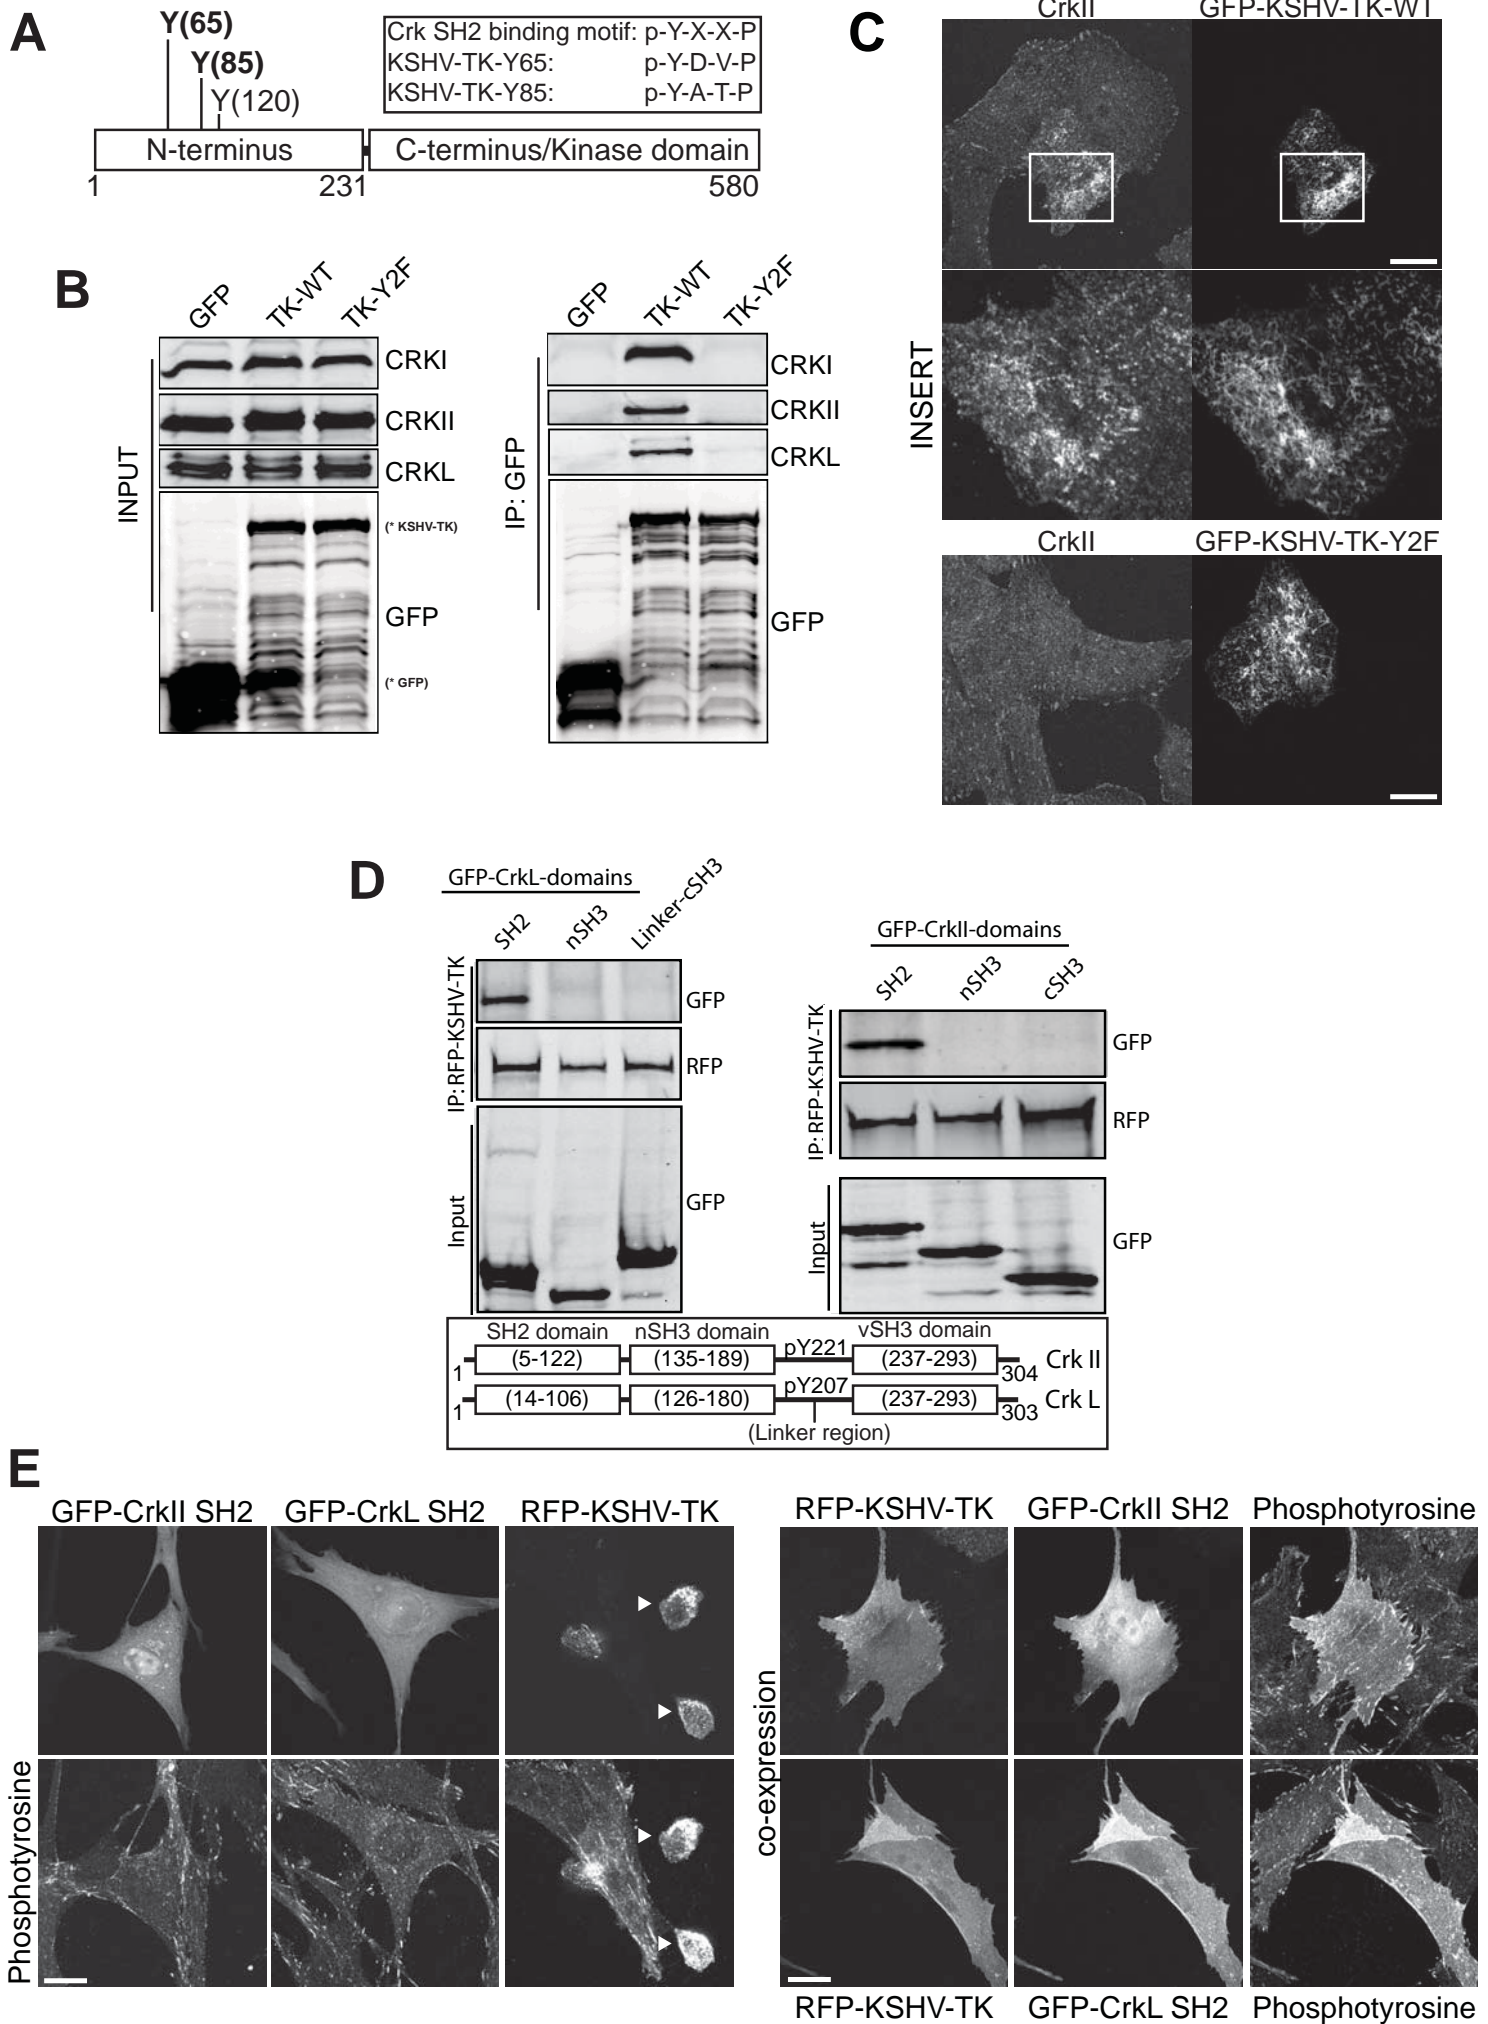 A
Y(65)
Y(85)
Y(120)
Crk SH2 binding motif: p-Y-X-X-P
KSHV-TK-Y65: p-Y-D-V-P
KSHV-TK-Y85: p-Y-A-T-P
N-terminus
C-terminus/Kinase domain
1
231
580
B
GFP
TK-WT
TK-Y2F
INPUT
CRKI
CRKII
CRKL
(* KSHV-TK)
GFP
(* GFP)
GFP
TK-WT
TK-Y2F
IP: GFP
CRKI
CRKII
CRKL
GFP
C
CrkII
GFP-KSHV-TK-WT
INSERT
CrkII
GFP-KSHV-TK-Y2F
D
GFP-CrkL-domains
SH2
nSH3
Linker-cSH3
IP: RFP-KSHV-TK
GFP
RFP
Input
GFP
GFP-CrkII-domains
SH2
nSH3
cSH3
IP: RFP-KSHV-TK
GFP
RFP
Input
GFP
SH2 domain
nSH3 domain
vSH3 domain
1
(5-122)
(135-189)
pY221
(237-293)
304
Crk II
1
(14-106)
(126-180)
pY207
(237-293)
303
Crk L
(Linker region)
E
GFP-CrkII SH2
GFP-CrkL SH2
RFP-KSHV-TK
Phosphotyrosine
RFP-KSHV-TK
GFP-CrkII SH2
Phosphotyrosine
co-expression
RFP-KSHV-TK
GFP-CrkL SH2
Phosphotyrosine